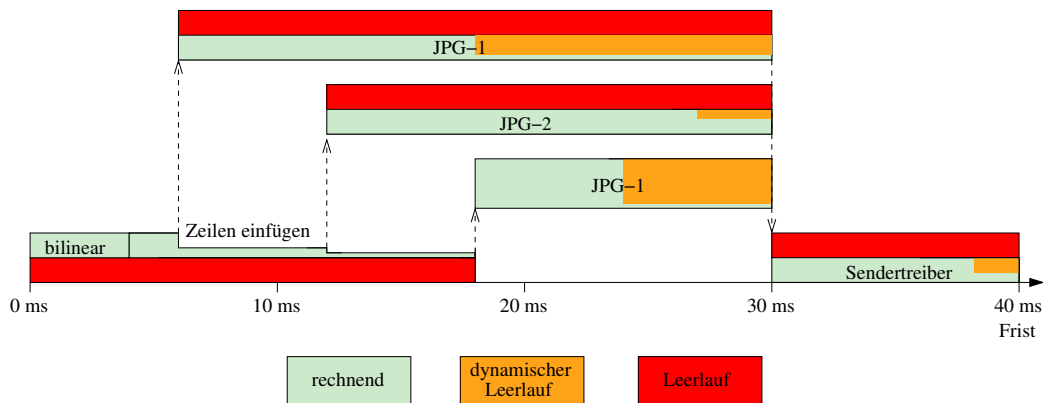 JPG-1
JPG-2
JPG-1
Zeilen einfügen
bilinear
Sendertreiber
0 ms
10 ms
20 ms
30 ms
40 ms
Frist
rechnend
dynamischer
Leerlauf
Leerlauf